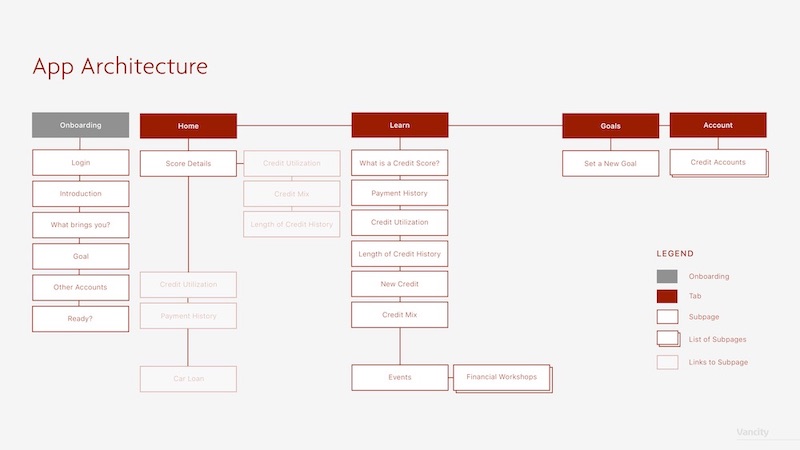 App Architecture
Onboarding
Login
Introduction
What brings you?
Goal
Other Accounts
Ready?
Home
Score Details
Credit Utilization
Credit Mix
Length of Credit History
Credit Utilization
Payment History
Car Loan
Learn
What is a Credit Score?
Payment History
Credit Utilization
Length of Credit History
New Credit
Credit Mix
Events
Financial Workshops
Goals
Set a New Goal
Account
Credit Accounts
LEGEND
Onboarding
Tab
Subpage
List of Subpages
Links to Subpage
Vancity